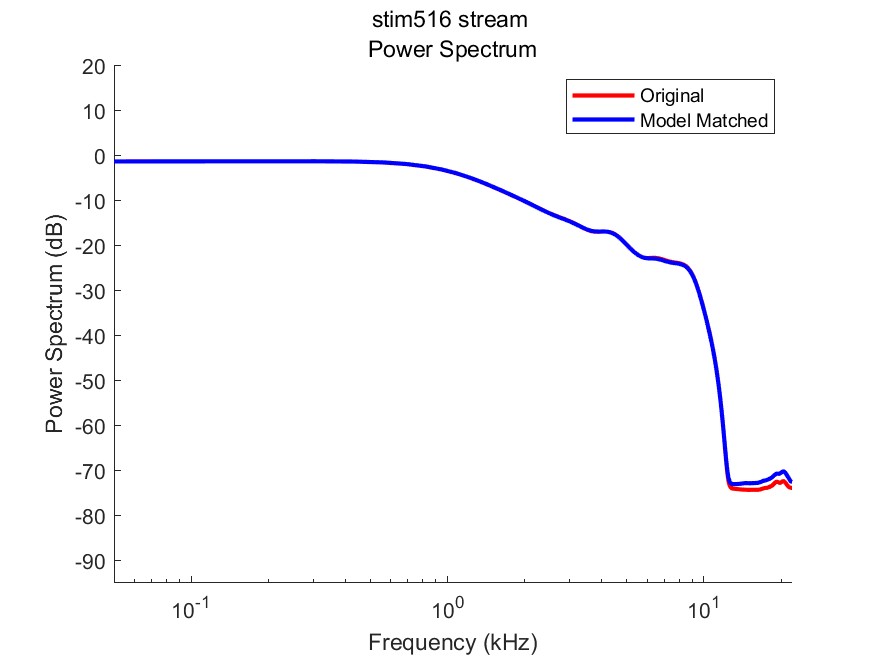 stim516 stream
Power Spectrum
Original
Model Matched
20
10
0
-10
-20
-30
-40
-50
-60
-70
-80
-90
Power Spectrum (dB)
10^-1
10^0
10^1
Frequency (kHz)